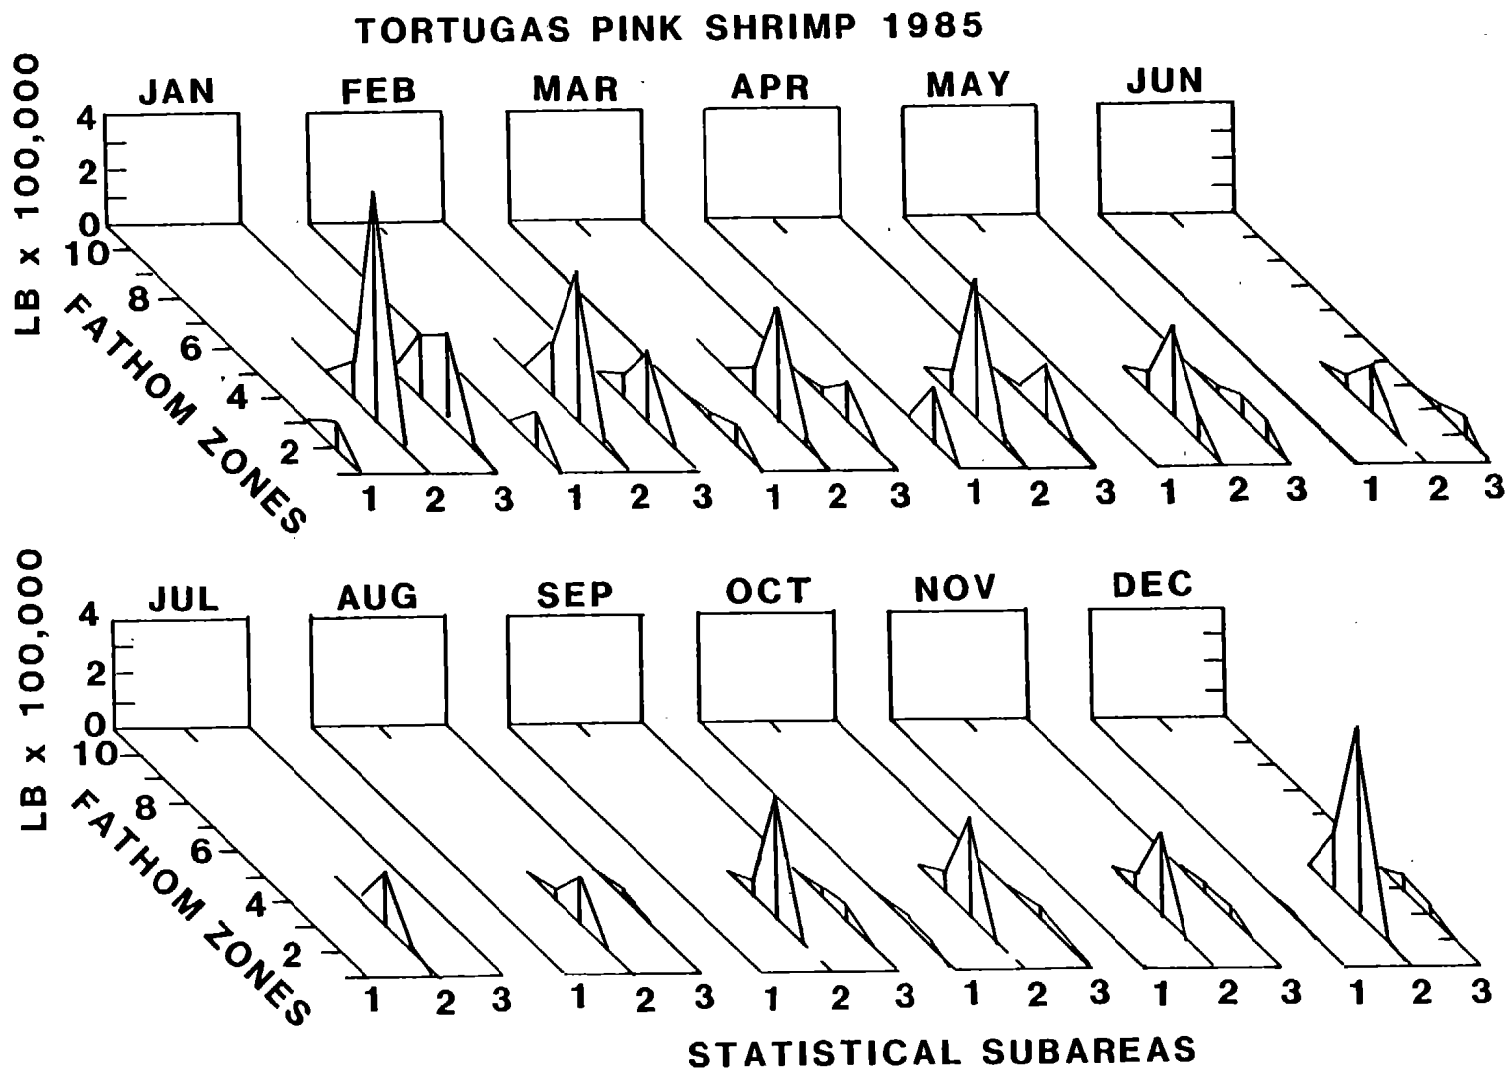 TORTUGAS PINK SHRIMP 1985
JAN FEB MAR APR MAY JUN
LB x 100,000
4
2
0
10
8
6
4
2
FATHOM ZONES
1 2 3 1 2 3 1 2 3 1 2 3 1 2 3 1 2 3
JUL AUG SEP OCT NOV DEC
LB x 100,000
4
2
0
10
8
6
4
2
FATHOM ZONES
1 2 3 1 2 3 1 2 3 1 2 3 1 2 3 1 2 3
STATISTICAL SUBAREAS